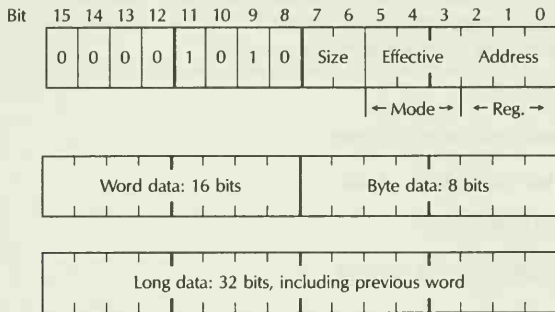 Bit 15 14 13 12 11 10 9 8 7 6 5 4 3 2 1 0
0 0 0 0 1 0 1 0 Size Effective Address
← Mode → ← Reg. →
Word data: 16 bits Byte data: 8 bits
Long data: 32 bits, including previous word